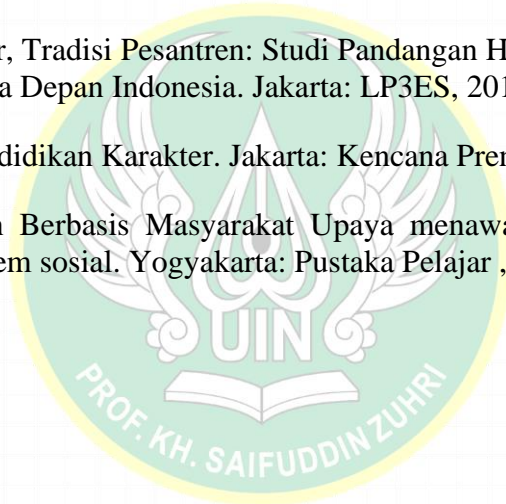 r, Tradisi Pesantren: Studi Pandangan H
a Depan Indonesia. Jakarta: LP3ES, 201
didikan Karakter. Jakarta: Kencana Pre
Berbasis Masyarakat Upaya menawa
em sosial. Yogyakarta: Pustaka Pelajar ,
UIN
PROF. KH. SAIFUDDIN ZUHRI